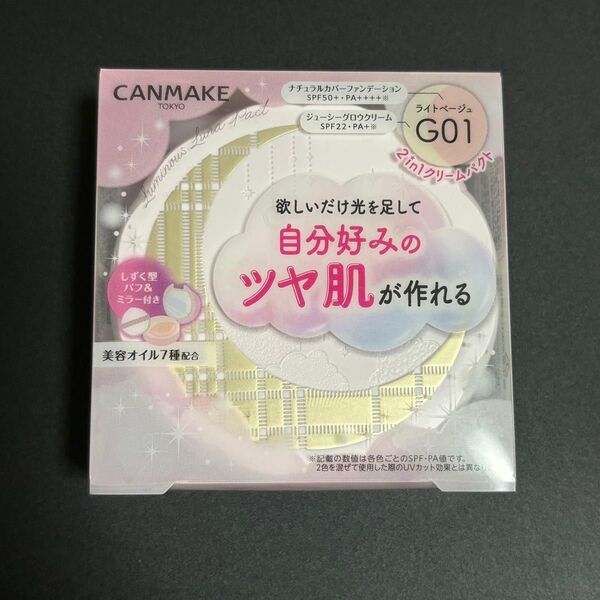 CANMAKE
TOKYO
Luminous Luna Pact
ナチュラルカバーファンデーション
SPF50+・PA++++※
ジューシーグロウクリーム
SPF22・PA+※
ライトベージュ
G01
2in1クリームパクト
欲しいだけ光を足して
自分好みの
ツヤ肌が作れる
しずく型
パフ&
ミラー付き
美容オイル7種配合
※記載の数値は各色ごとのSPF・PA値です。
2色を混ぜて使用した際のUVカット効果とは異なり